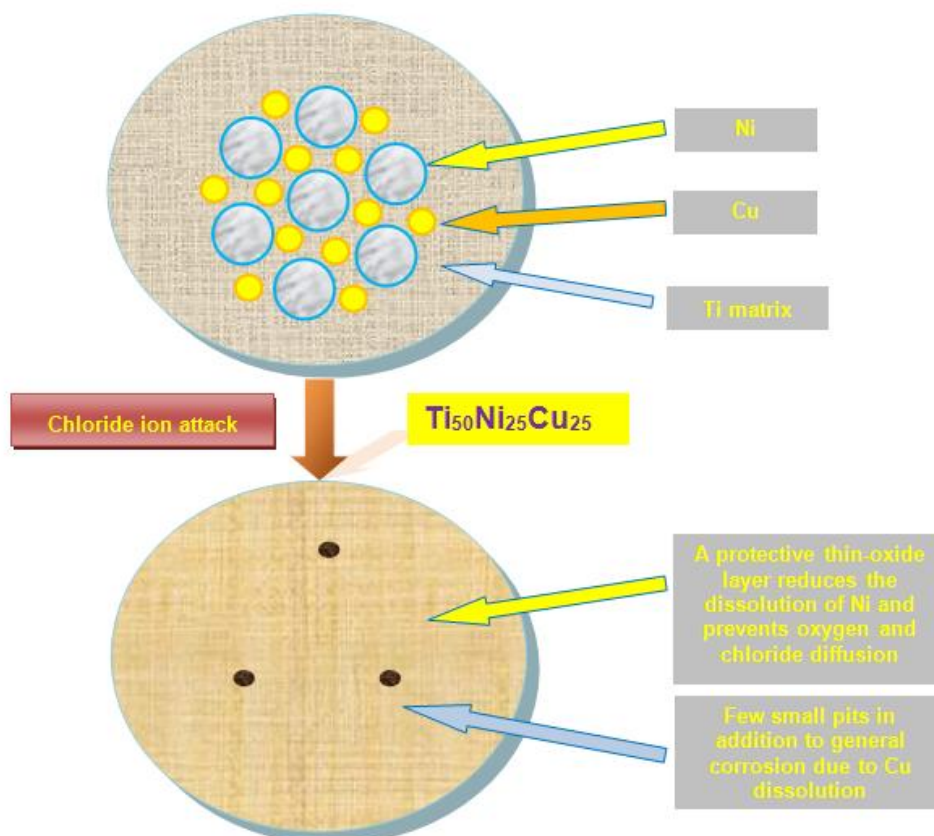 Ni
Cu
Ti matrix
Chloride ion attack
Ti₅₀Ni₂₅Cu₂₅
A protective thin-oxide
layer reduces the
dissolution of Ni and
prevents oxygen and
chloride diffusion
Few small pits in
addition to general
corrosion due to Cu
dissolution